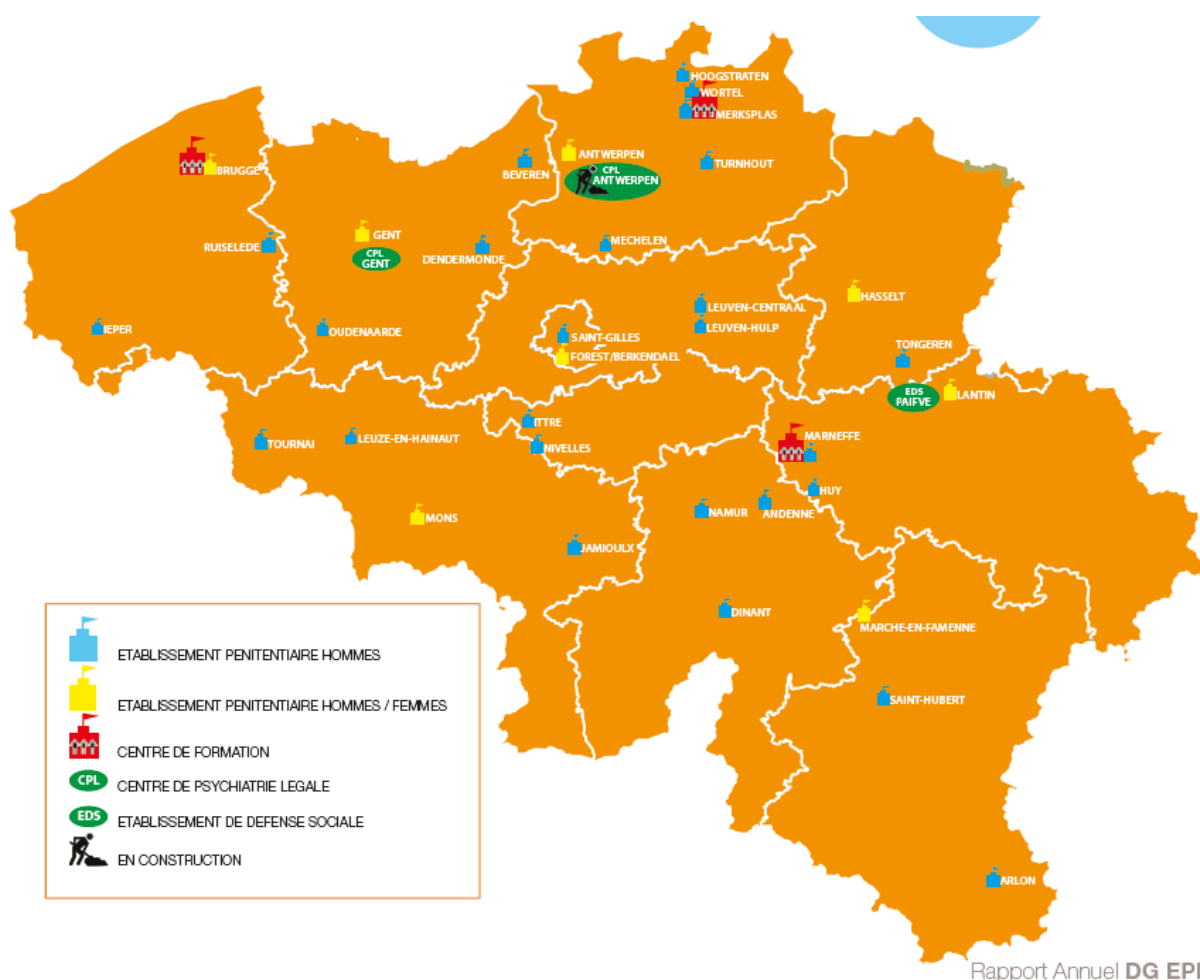 HOOGSTRATEN
WORTEL
MERKSPLAS
BRUGGE
BEVEREN
ANTWERPEN
CPL
ANTWERPEN
TURNHOUT
RUISELEDE
GENT
CPL
GENT
DENDERMONDE
MECHELEN
HASSELT
IEPER
OUDENAARDE
SAINT-GILLES
FOREST/BERKENDAEL
LEUVEN-CENTRAAL
LEUVEN-HULP
TONGEREN
EDS
PAIFVE
LANTIN
TOURNAI
LEUZE-EN-HAINAUT
ITTRE
NIVELLES
MARNEFFE
HUY
MONS
NAMUR
ANDENNE
JAMIOULX
DINANT
MARCHE-EN-FAMENNE
SAINT-HUBERT
ARLON
ETABLISSEMENT PENITENTIAIRE HOMMES
ETABLISSEMENT PENITENTIAIRE HOMMES / FEMMES
CENTRE DE FORMATION
CPL CENTRE DE PSYCHIATRIE LEGALE
EDS ETABLISSEMENT DE DEFENSE SOCIALE
EN CONSTRUCTION
Rapport Annuel DG EPI